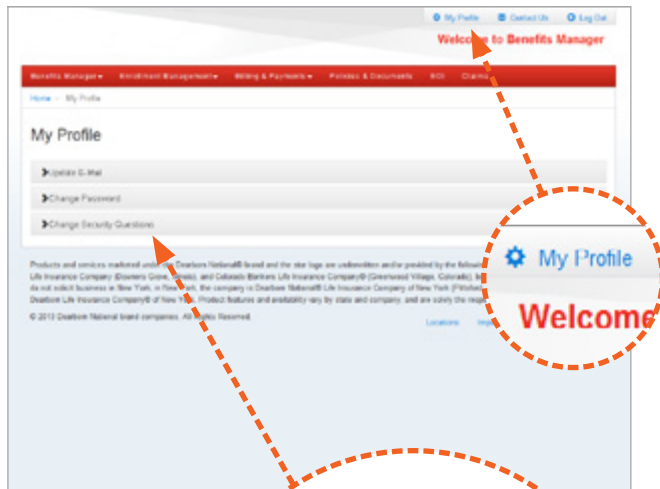 My Profile Contact Us Log Out
Welcome to Benefits Manager
Benefits Manager Enrollment Management Billing & Payments Policies & Documents EOI Claims
Home - My Profile
My Profile
Update E-Mail
Change Password
Change Security Questions
Products and services marketed under the Dearborn National® brand and the star logo are underwritten and/or provided by the following
Life Insurance Company (Downers Grove, Illinois), and Colorado Bankers Life Insurance Company® (Greenwood Village, Colorado),
do not solicit business in New York. In New York, the company is Dearborn National® Life Insurance Company of New York
Dearborn Life Insurance Company® of New York. Product features and availability vary by state and company, and are solely the
© 2013 Dearborn National brand companies. All Rights Reserved.
Locations
My Profile
Welcome